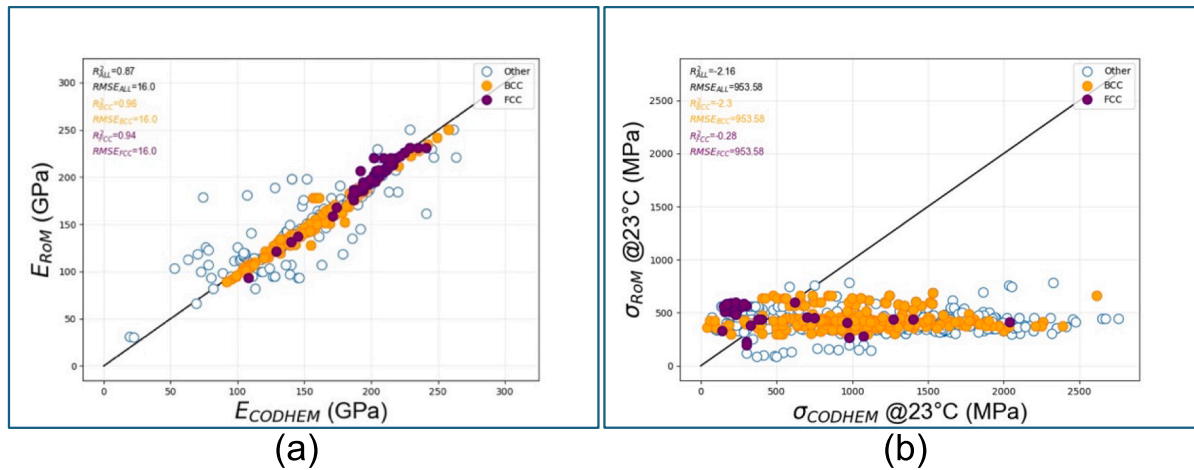 R²ALL=0.87
RMSEALL=16.0
R²BCC=0.96
RMSEBCC=16.0
R²FCC=0.94
RMSEFCC=16.0
Other
BCC
FCC
300
250
200
150
100
50
0
ERoM (GPa)
0 50 100 150 200 250 300
ECODHEM (GPa)
(a)
R²ALL=-2.16
RMSEALL=953.58
R²BCC=-2.3
RMSEBCC=953.58
R²FCC=-0.28
RMSEFCC=953.58
Other
BCC
FCC
2500
2000
1500
1000
500
0
σRoM @23°C (MPa)
0 500 1000 1500 2000 2500
σCODHEM @23°C (MPa)
(b)